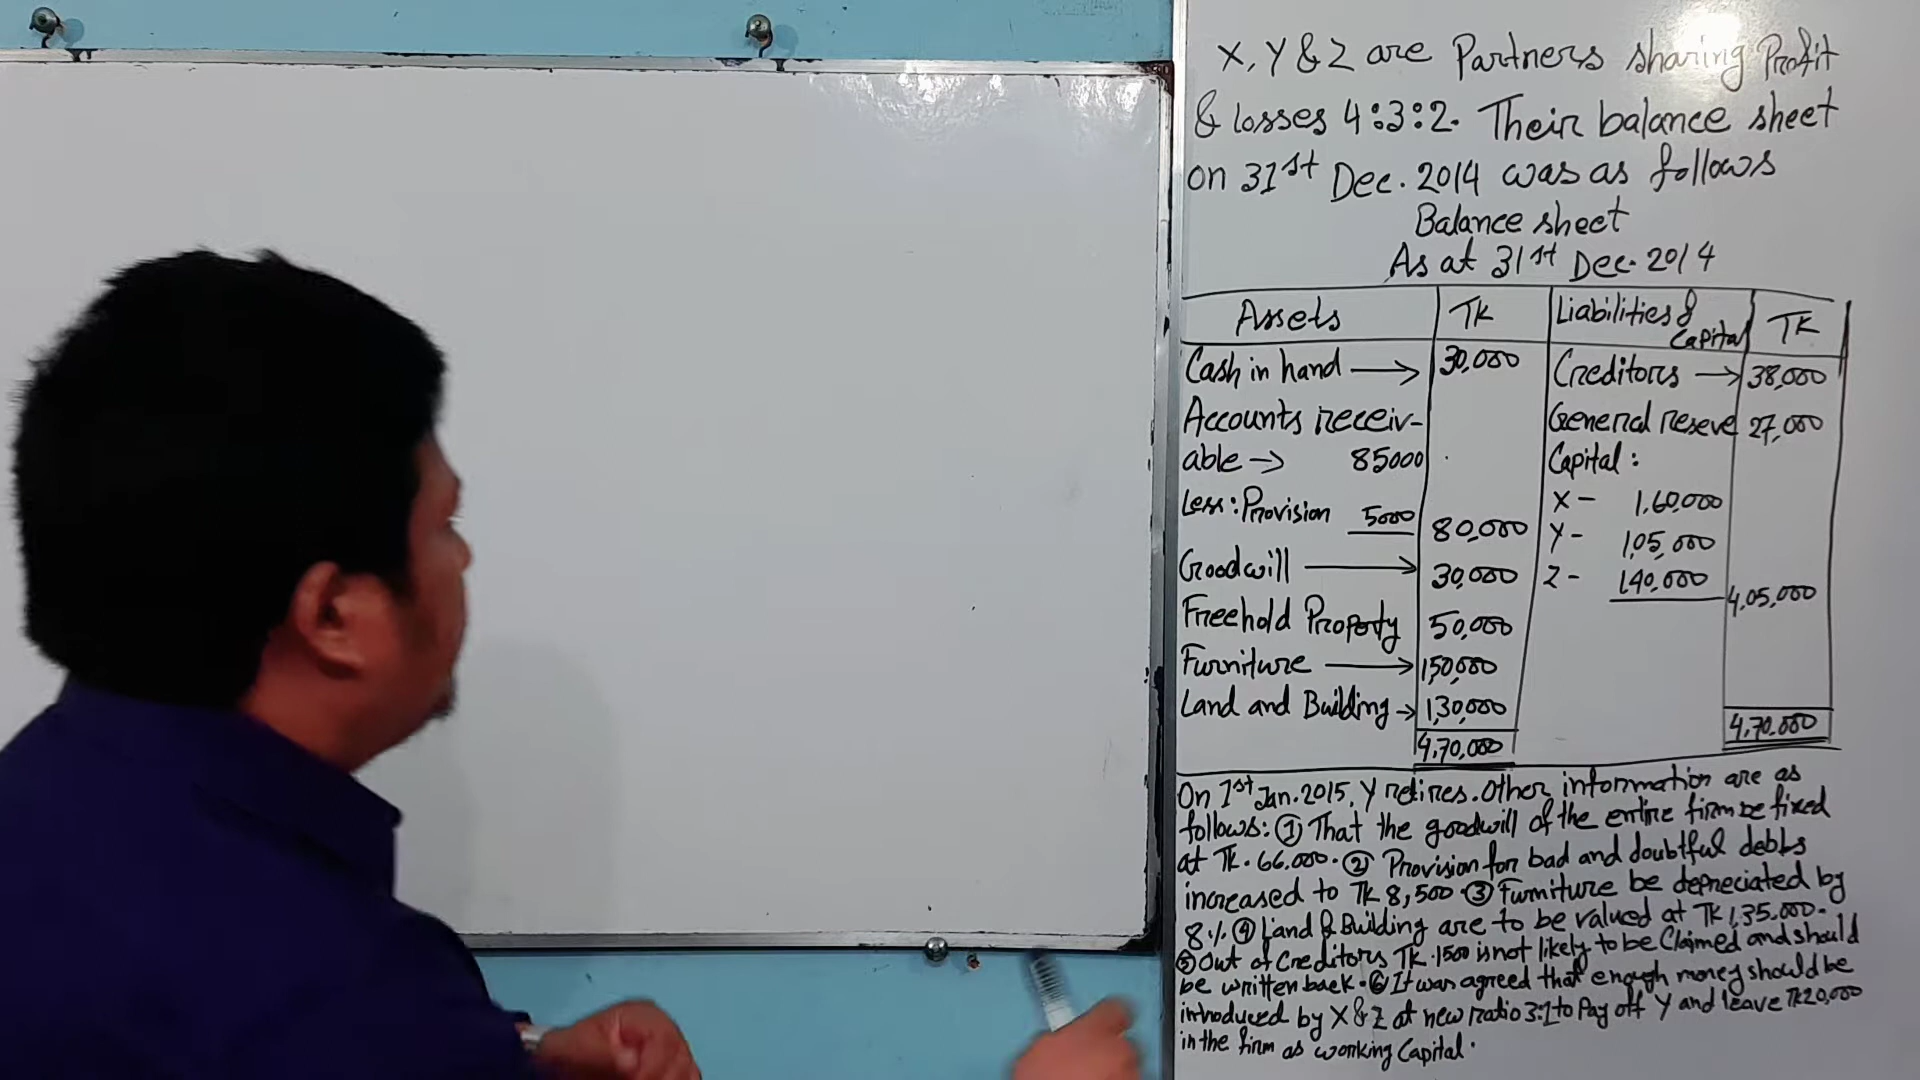 X, Y & Z are Partners sharing Profit
& losses 4:3:2. Their balance sheet
on 31st Dec. 2014 was as follows
Balance sheet
As at 31st Dec. 2014
Assets TK Liabilities & Capital TK
Cash in hand → 30,000 Creditors → 38,000
Accounts receiv- General reseve 27,000
able → 85000 Capital:
Less: Provision 5000 80,000 X - 1,60,000
Y - 1,05,000
Goodwill → 30,000 Z - 1,40,000 4,05,000
Freehold Property 50,000
Furniture → 1,50,000
Land and Building → 1,30,000
4,70,000 4,70,000
On 1st Jan. 2015, Y retires. Other information are as
follows: ① That the goodwill of the entire firm be fixed
at TK. 66.000. ② Provision for bad and doubtful debts
increased to TK 8,500 ③ Furniture be depreciated by
8%. ④ Land & Building are to be valued at TK 1,35.000.
⑤ Out of Creditors TK. 1500 is not likely to be Claimed and should
be written back. ⑥ It was agreed that enough money should be
introduced by X & Z at new ratio 3:1 to Pay off Y and leave TK 20,000
in the firm as working Capital.